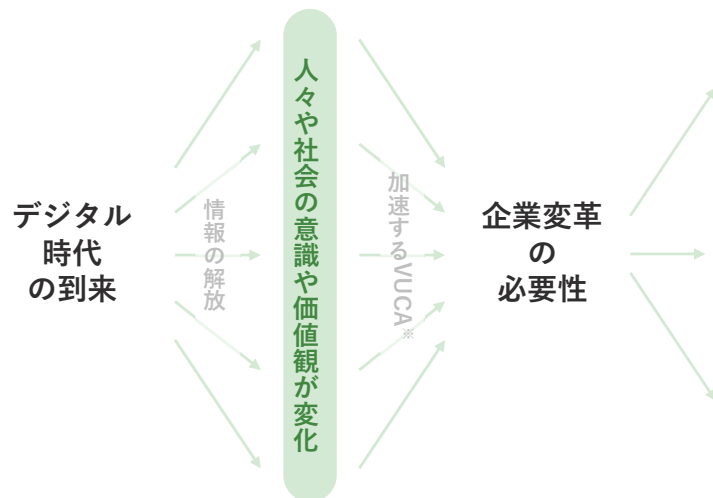 デジタル
時代
の到来
情報の解放
人々や社会の意識や価値観が変化
加速するVUCA※
企業変革
の
必要性